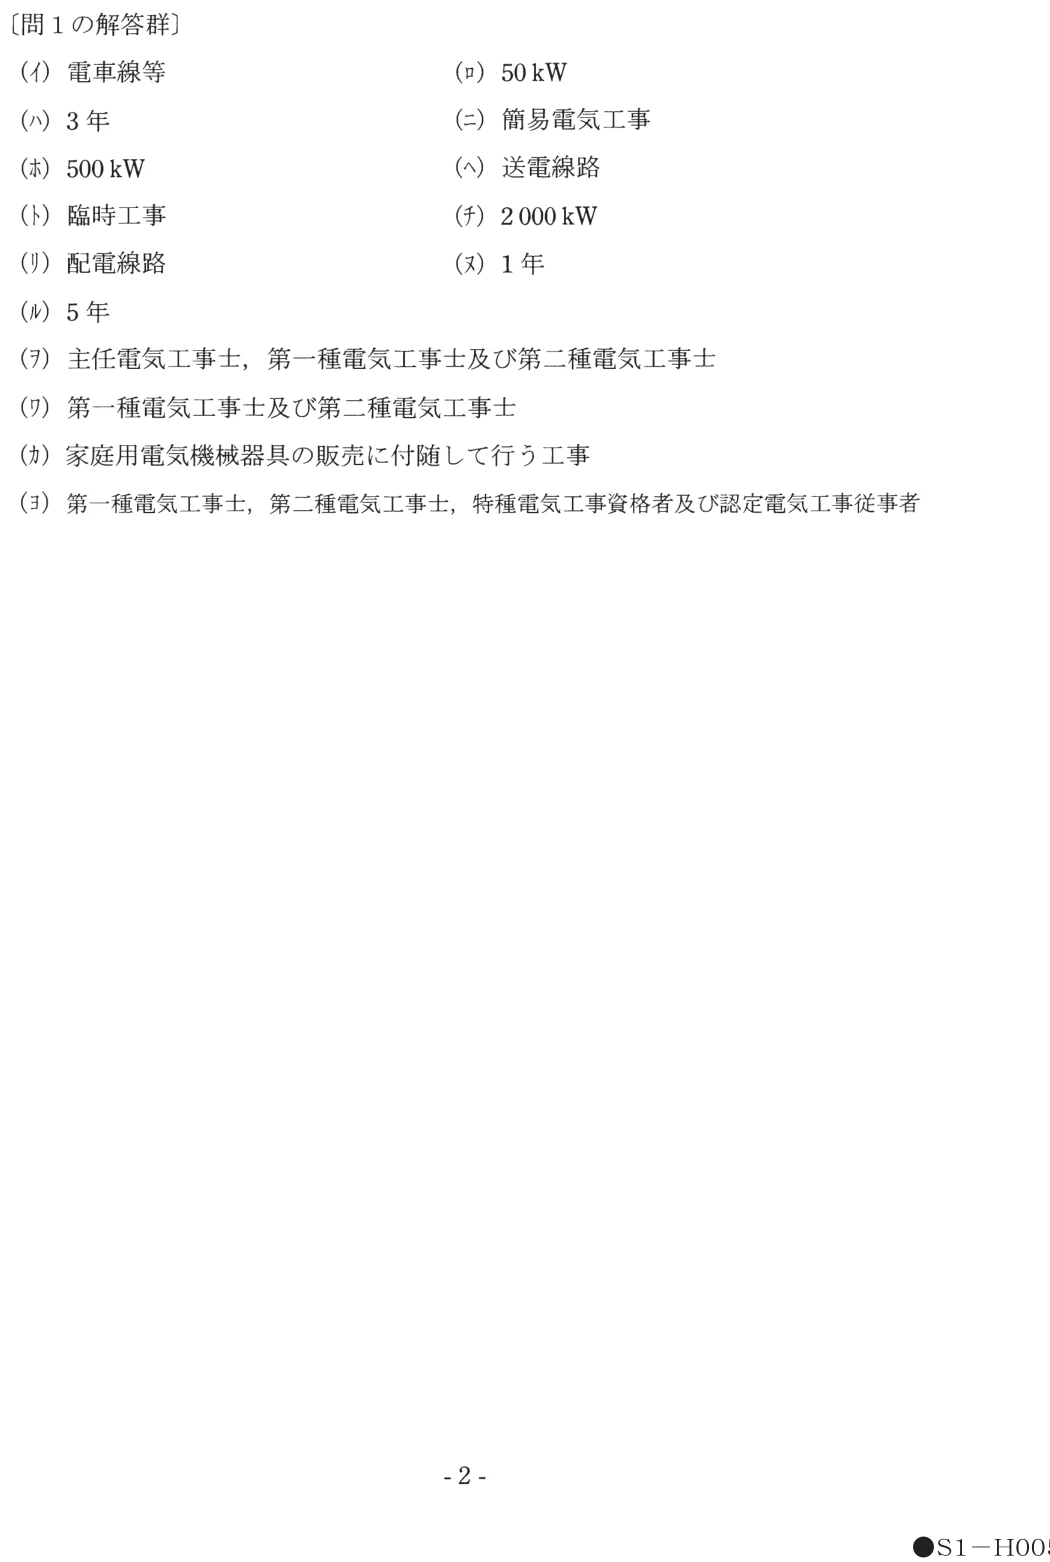 〔問1の解答群〕
(イ) 電車線等 (ロ) 50 kW
(ハ) 3 年 (ニ) 簡易電気工事
(ホ) 500 kW (ヘ) 送電線路
(ト) 臨時工事 (チ) 2 000 kW
(リ) 配電線路 (ヌ) 1 年
(ル) 5 年
(ヲ) 主任電気工事士，第一種電気工事士及び第二種電気工事士
(ワ) 第一種電気工事士及び第二種電気工事士
(カ) 家庭用電気機械器具の販売に付随して行う工事
(ヨ) 第一種電気工事士，第二種電気工事士，特種電気工事資格者及び認定電気工事従事者
- 2 -
●S1－H005